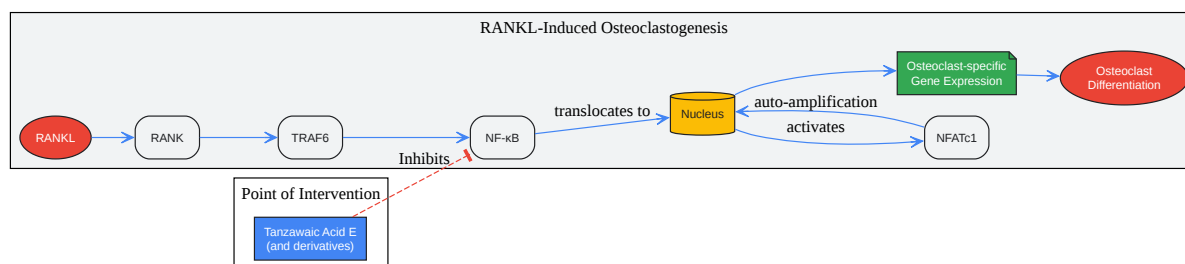 RANKL-Induced Osteoclastogenesis
Osteoclast-specific
Gene Expression
Osteoclast
Differentiation
auto-amplification
translocates to
Nucleus
activates
RANKL
RANK
TRAF6
NF-κB
NFATc1
Inhibits
Point of Intervention
Tanzawaic Acid E
(and derivatives)